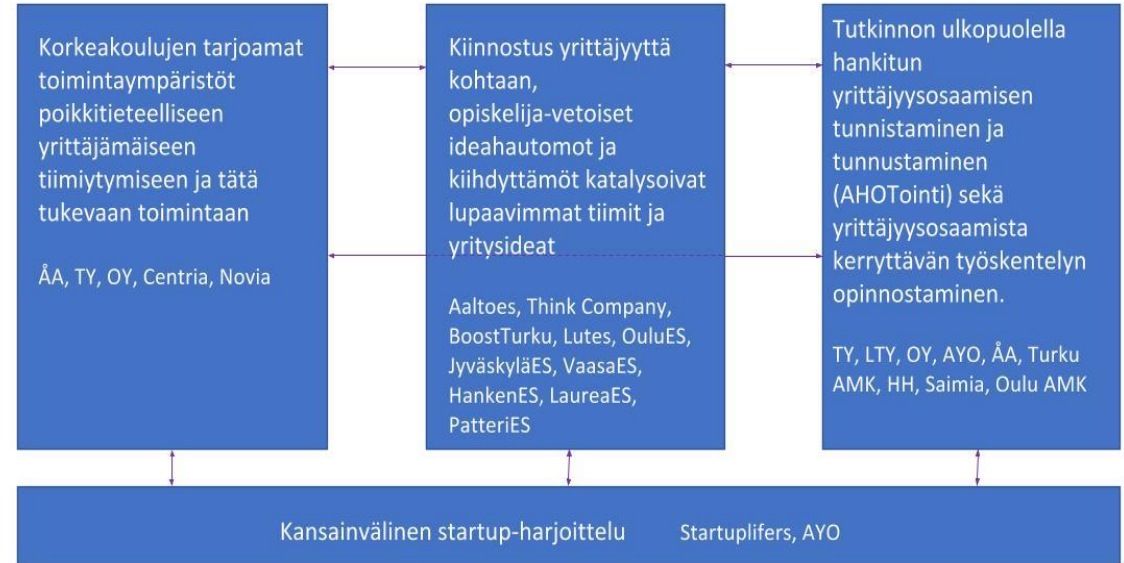 Korkeakoulujen tarjoamat
toimintaympäristöt
poikkitieteelliseen
yrittäjämäiseen
tiimiytymiseen ja tätä
tukevaan toimintaan
ÅA, TY, OY, Centria, Novia
Kiinnostus yrittäjyyttä
kohtaan,
opiskelija-vetoiset
ideahautomot ja
kiihdyttämöt katalysoivat
lupaavimmat tiimit ja
yritysideat
Aaltoes, Think Company,
BoostTurku, Lutes, OuluES,
JyväskyläES, VaasaES,
HankenES, LaureaES,
PatteriES
Tutkinnon ulkopuolella
hankitun
yrittäjyysosaamisen
tunnistaminen ja
tunnustaminen
(AHOTointi) sekä
yrittäjyysosaamista
kerryttävän työskentelyn
opinnostaminen.
TY, LTY, OY, AYO, ÅA, Turku
AMK, HH, Saimia, Oulu AMK
Kansainvälinen startup-harjoittelu Startuplifers, AYO